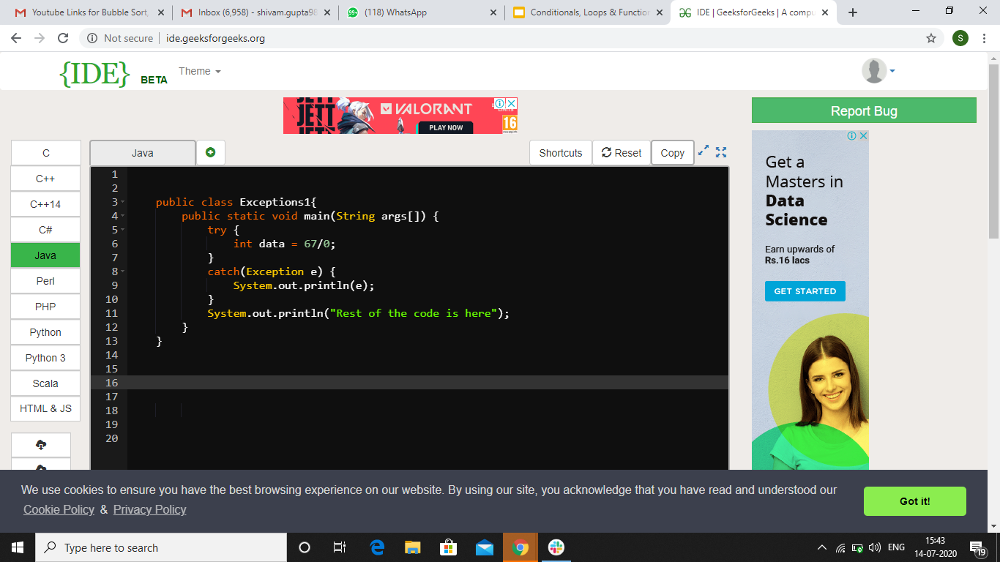 Youtube Links for Bubble Sort,
Inbox (6,958) - shivam.gupta98
99+
(118) WhatsApp
Conditionals, Loops & Function
IDE | GeeksforGeeks | A compu
Not secure
ide.geeksforgeeks.org
S
{IDE} BETA
Theme
JETT
VALORANT
PLAY NOW
16
Report Bug
C
C++
C++14
C#
Java
Perl
PHP
Python
Python 3
Scala
HTML & JS
Java
Shortcuts
Reset
Copy
1
2
3 public class Exceptions1{
4 public static void main(String args[]) {
5 try {
6 int data = 67/0;
7 }
8 catch(Exception e) {
9 System.out.println(e);
10 }
11 System.out.println("Rest of the code is here");
12 }
13 }
14
15
16
17
18
19
20
Get a
Masters in
Data
Science
Earn upwards of
Rs.16 lacs
GET STARTED
We use cookies to ensure you have the best browsing experience on our website. By using our site, you acknowledge that you have read and understood our
Cookie Policy & Privacy Policy
Got it!
Type here to search
ENG
15:43
14-07-2020
19